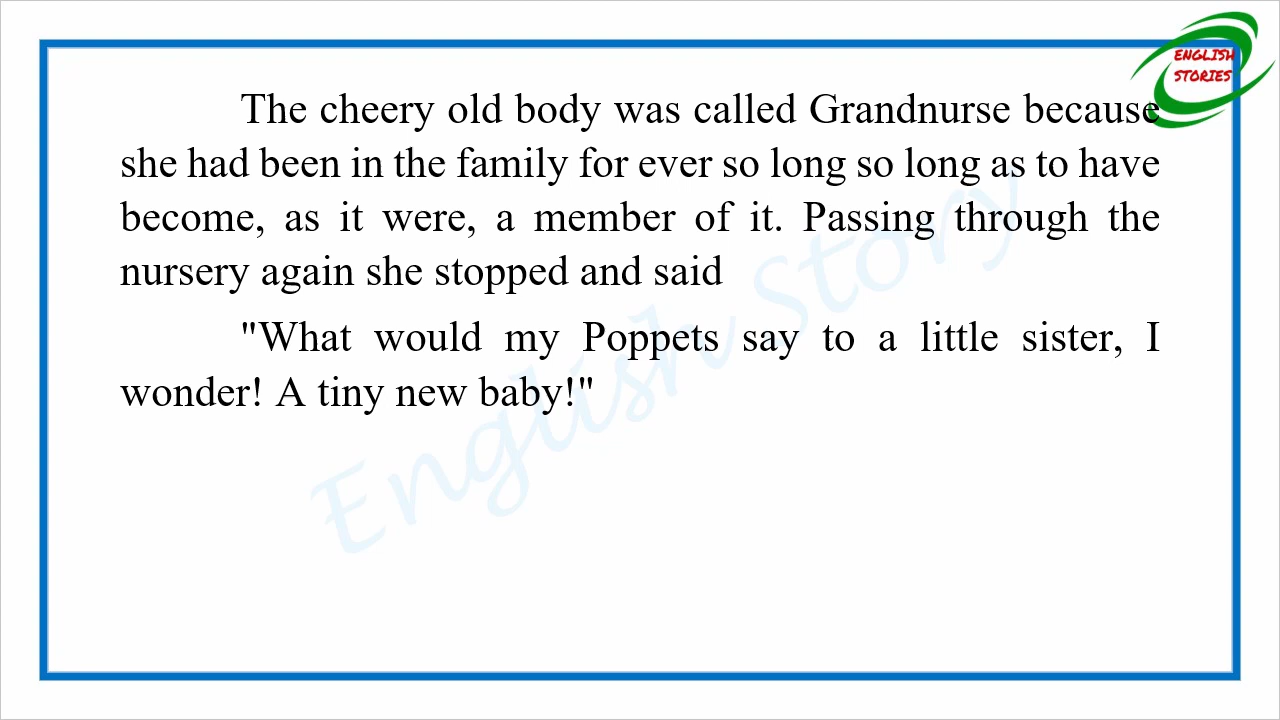 ENGLISH
STORIES
The cheery old body was called Grandnurse because
she had been in the family for ever so long so long as to have
become, as it were, a member of it. Passing through the
nursery again she stopped and said
"What would my Poppets say to a little sister, I
wonder! A tiny new baby!"
English Story